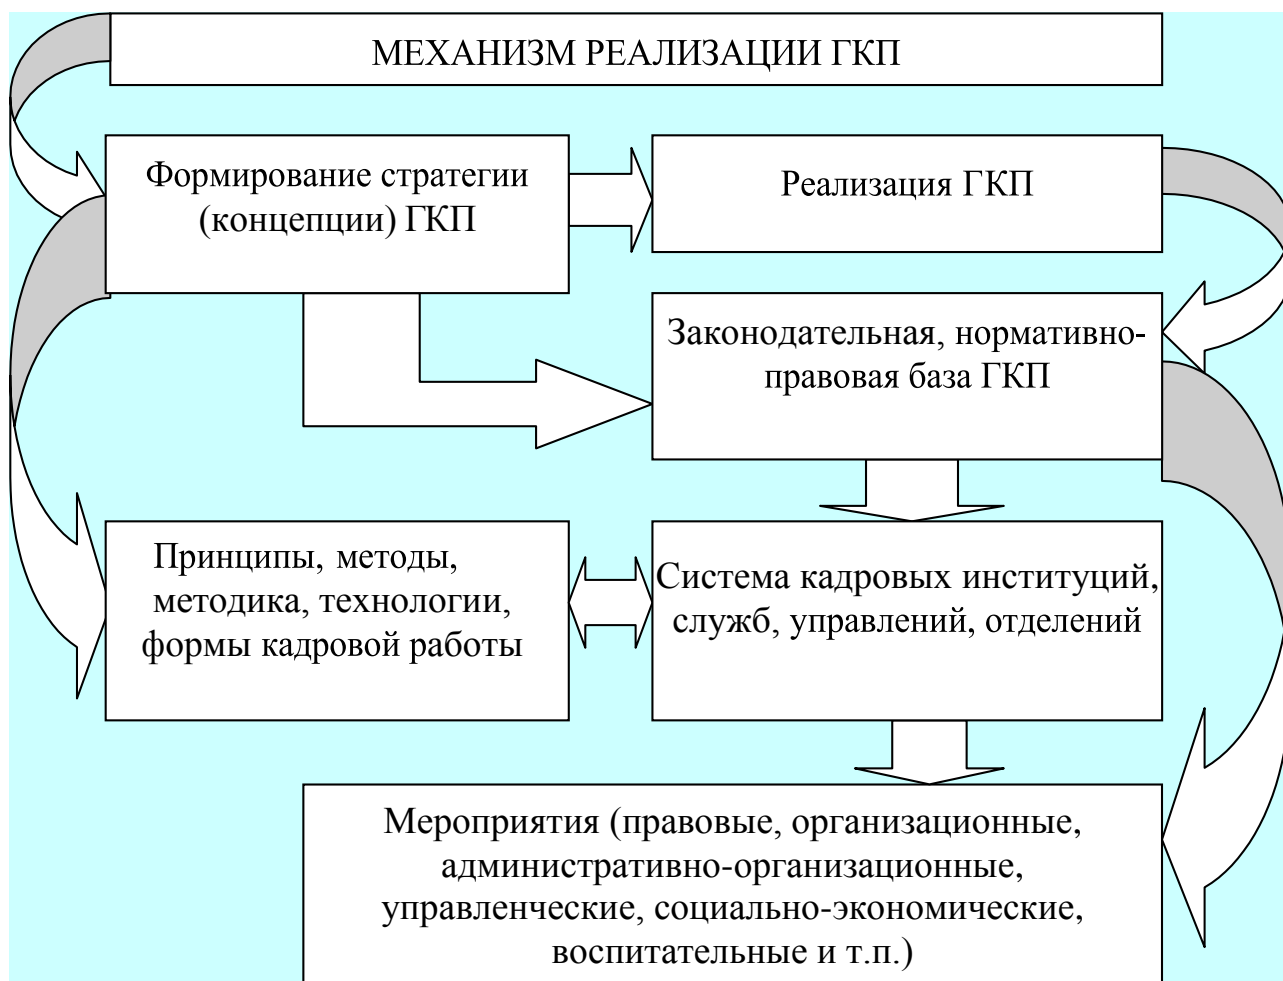 МЕХАНИЗМ РЕАЛИЗАЦИИ ГКП
Формирование стратегии
(концепции) ГКП
Реализация ГКП
Законодательная, нормативно-
правовая база ГКП
Принципы, методы,
методика, технологии,
формы кадровой работы
Система кадровых институций,
служб, управлений, отделений
Мероприятия (правовые, организационные,
административно-организационные,
управленческие, социально-экономические,
воспитательные и т.п.)